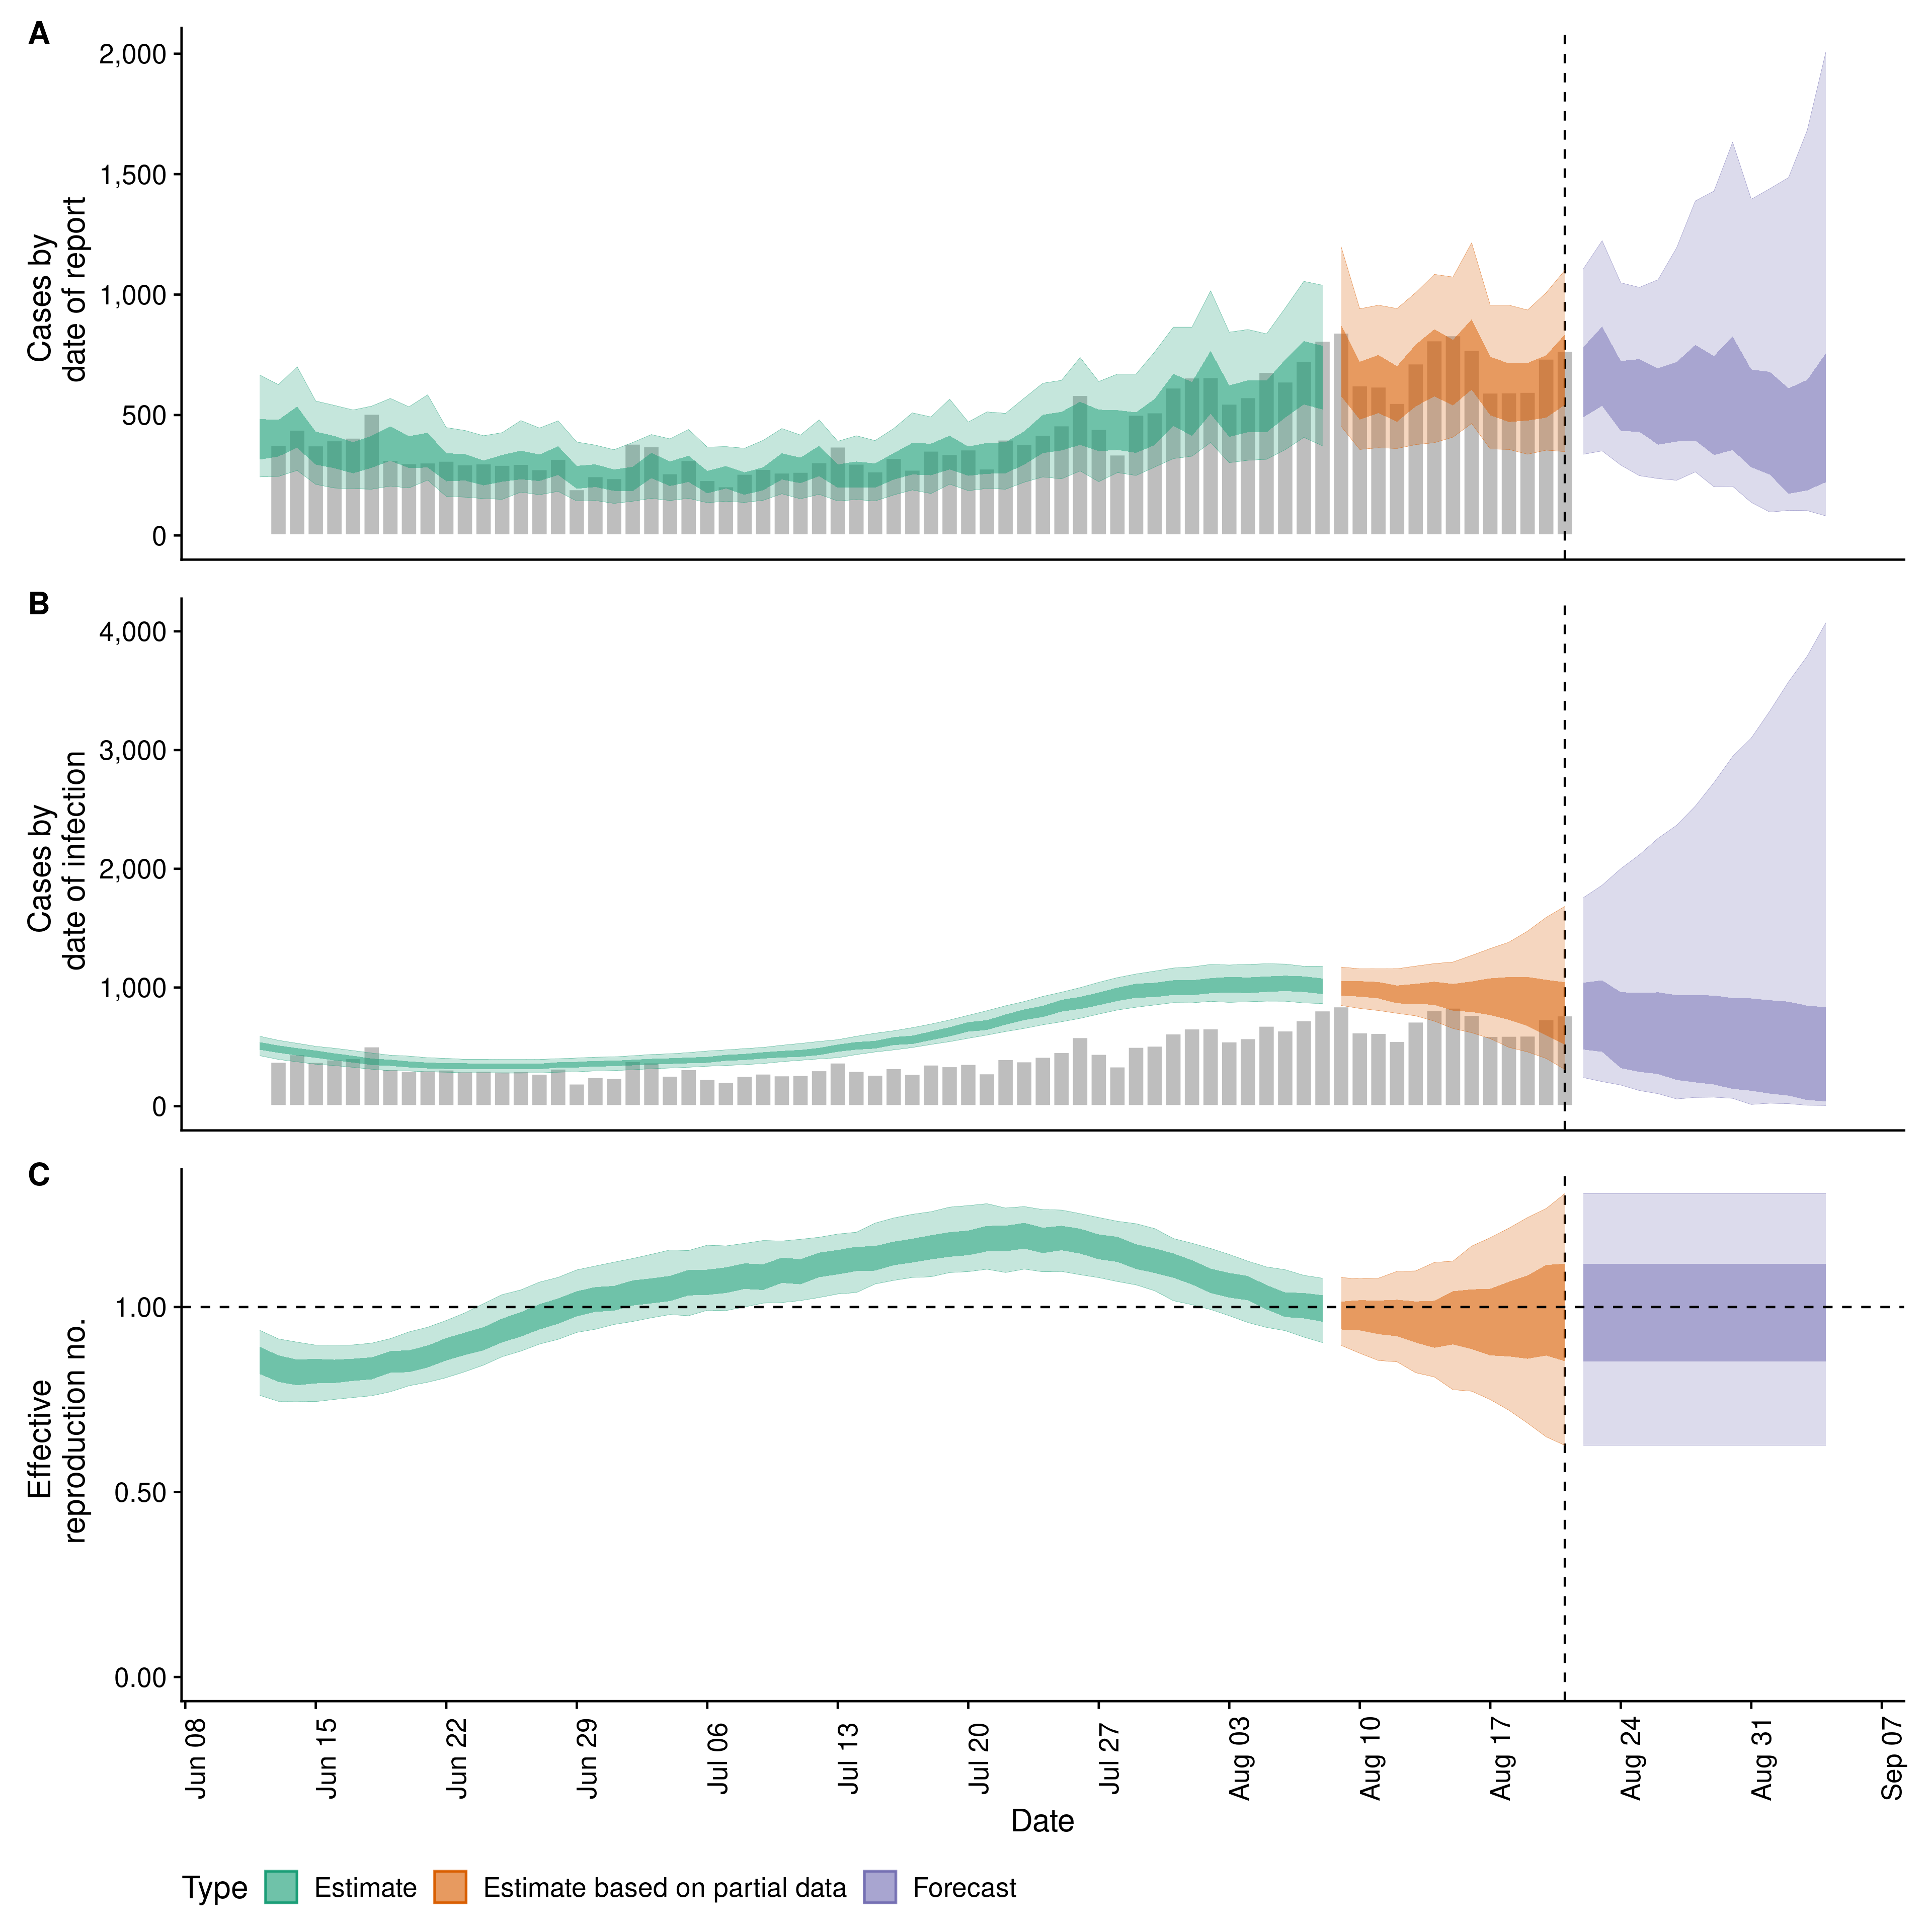 A
2,000
1,500
1,000
500
0
Cases by
date of report
B
4,000
3,000
2,000
1,000
0
Cases by
date of infection
C
1.00
0.50
0.00
Effective
reproduction no.
Jun 08
Jun 15
Jun 22
Jun 29
Jul 06
Jul 13
Jul 20
Jul 27
Aug 03
Aug 10
Aug 17
Aug 24
Aug 31
Sep 07
Date
Type
Estimate
Estimate based on partial data
Forecast